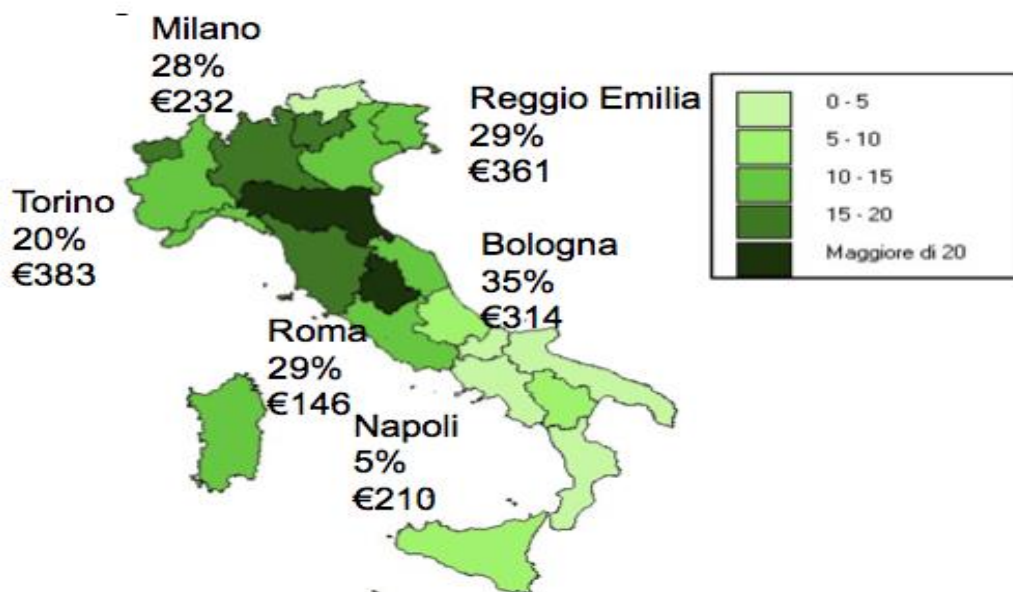 Milano
28%
€232
Reggio Emilia
29%
€361
Torino
20%
€383
Bologna
35%
€314
Roma
29%
€146
Napoli
5%
€210
0 - 5
5 - 10
10 - 15
15 - 20
Maggiore di 20